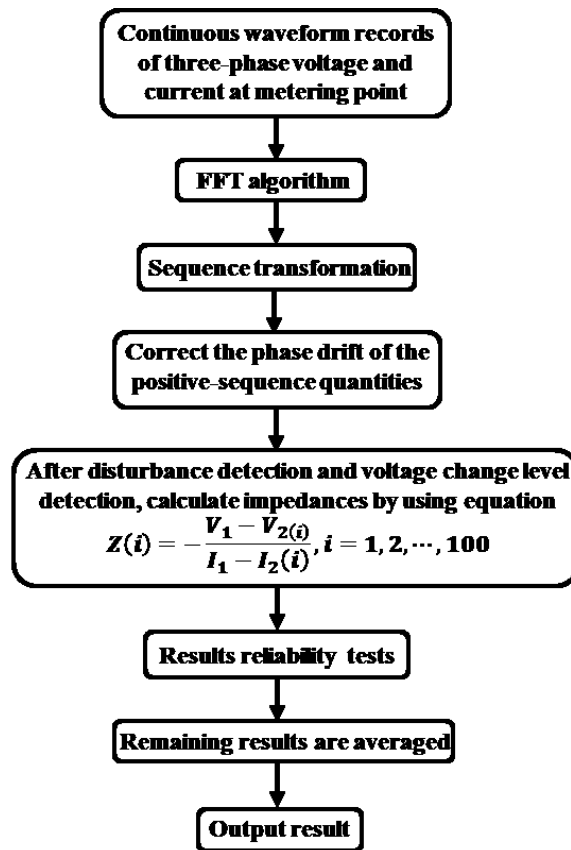 Continuous waveform records
of three-phase voltage and
current at metering point
FFT algorithm
Sequence transformation
Correct the phase drift of the
positive-sequence quantities
After disturbance detection and voltage change level
detection, calculate impedances by using equation
Z(i) = −(V₁ − V₂₍ᵢ₎)/(I₁ − I₂(i)), i = 1, 2, ⋯, 100
Results reliability tests
Remaining results are averaged
Output result